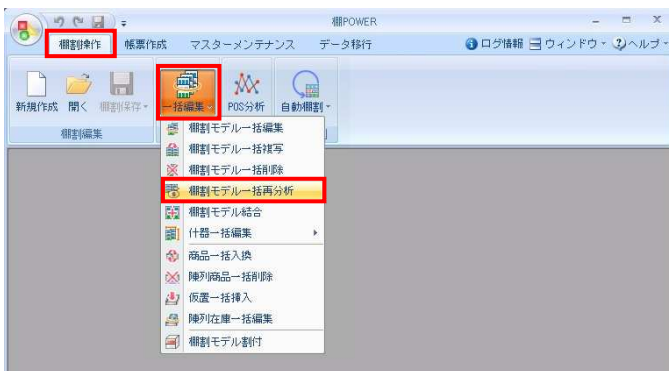 棚POWER
棚割操作 帳票作成 マスターメンテナンス データ移行 ログ情報 ウィンドウ ヘルプ
新規作成 開く 棚割保存 一括編集 POS分析 自動棚割
棚割編集
棚割モデル一括編集
棚割モデル一括複写
棚割モデル一括削除
棚割モデル一括再分析
棚割モデル結合
什器一括編集
商品一括入換
陳列商品一括削除
仮置一括挿入
陳列在庫一括編集
棚割モデル割付